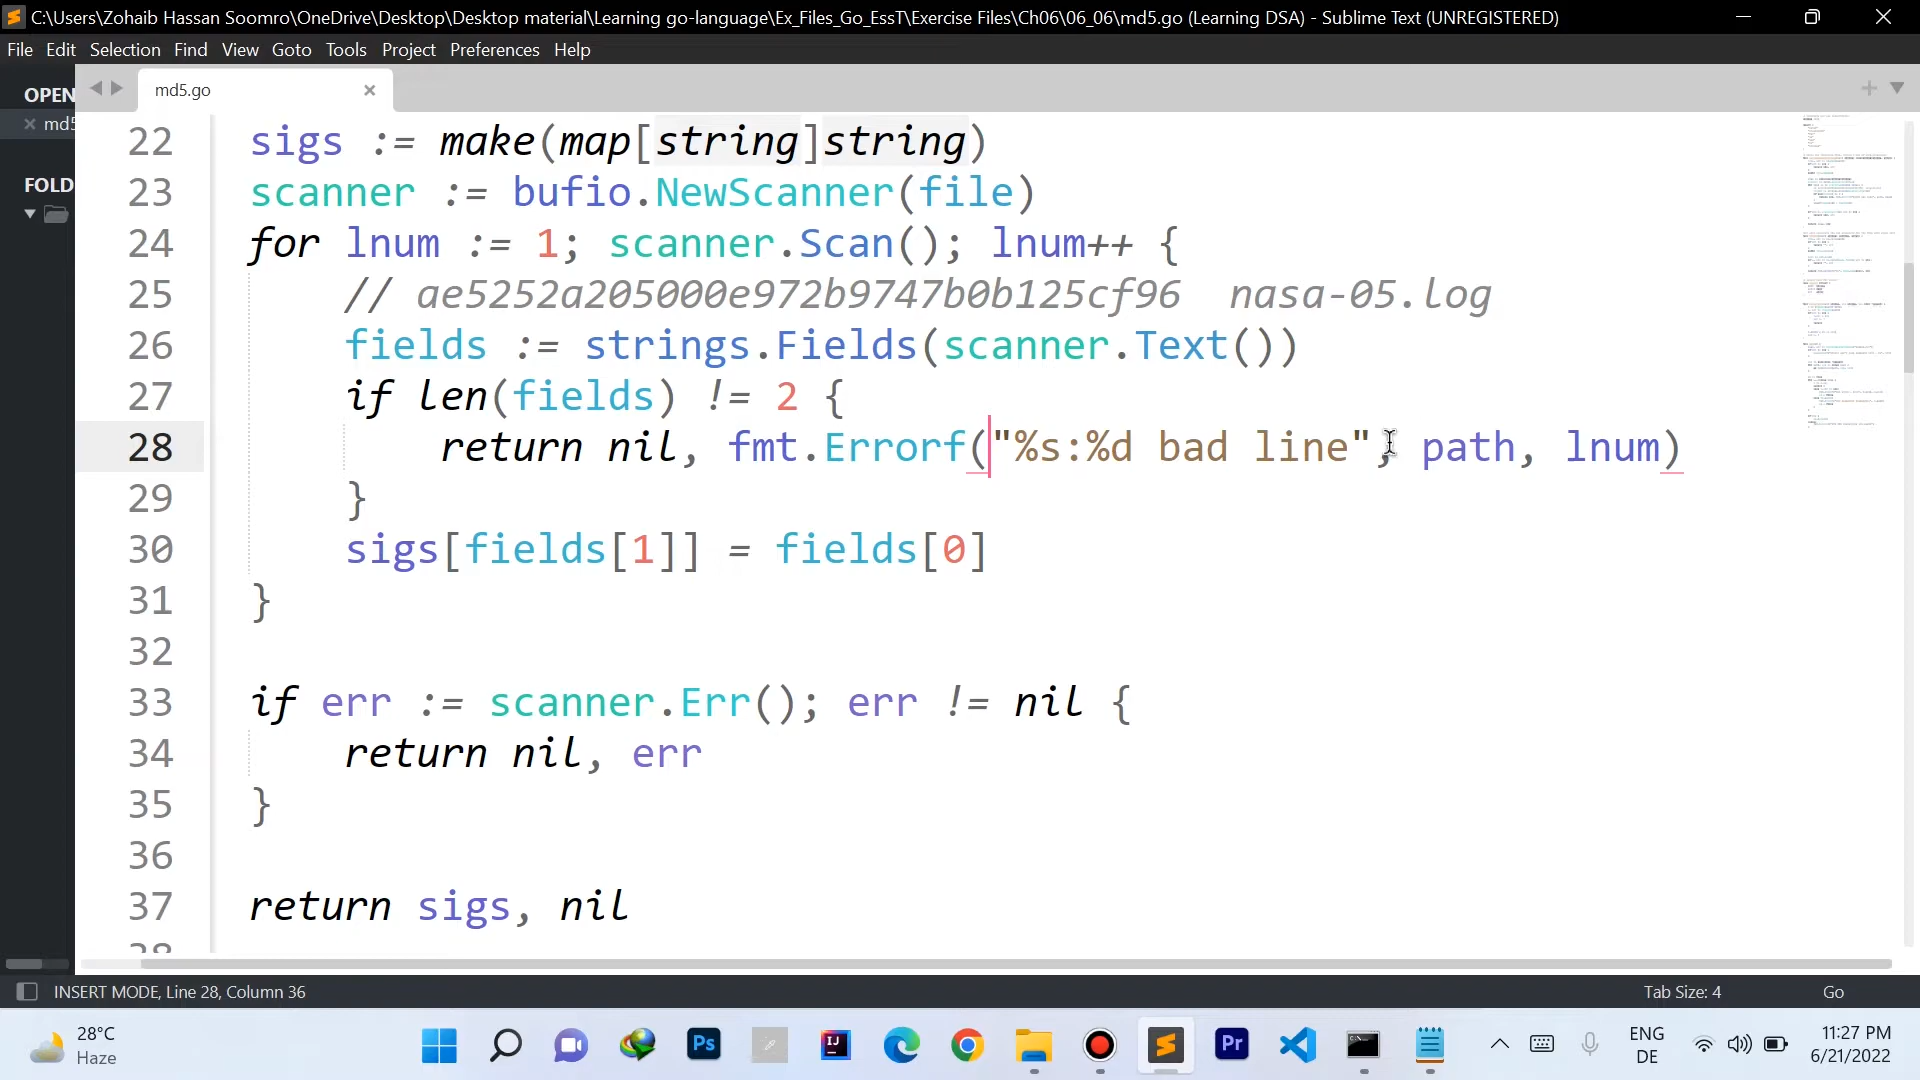 C:\Users\Zohaib Hassan Soomro\OneDrive\Desktop\Desktop material\Learning go-language\Ex_Files_Go_EssT\Exercise Files\Ch06\06_06\md5.go (Learning DSA) - Sublime Text (UNREGISTERED)
File Edit Selection Find View Goto Tools Project Preferences Help
OPEN
md5.go
md5
FOLD
22 sigs := make(map[string]string)
23 scanner := bufio.NewScanner(file)
24 for lnum := 1; scanner.Scan(); lnum++ {
25 // ae5252a205000e972b9747b0b125cf96  nasa-05.log
26 fields := strings.Fields(scanner.Text())
27 if len(fields) != 2 {
28 return nil, fmt.Errorf("%s:%d bad line", path, lnum)
29 }
30 sigs[fields[1]] = fields[0]
31 }
32
33 if err := scanner.Err(); err != nil {
34 return nil, err
35 }
36
37 return sigs, nil
38
INSERT MODE, Line 28, Column 36
Tab Size: 4
Go
28°C
Haze
Ps
IJ
Pr
ENG
DE
11:27 PM
6/21/2022